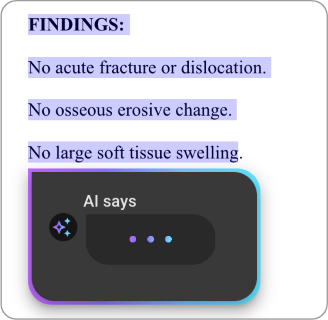 FINDINGS:
No acute fracture or dislocation.
No osseous erosive change.
No large soft tissue swelling.
AI says